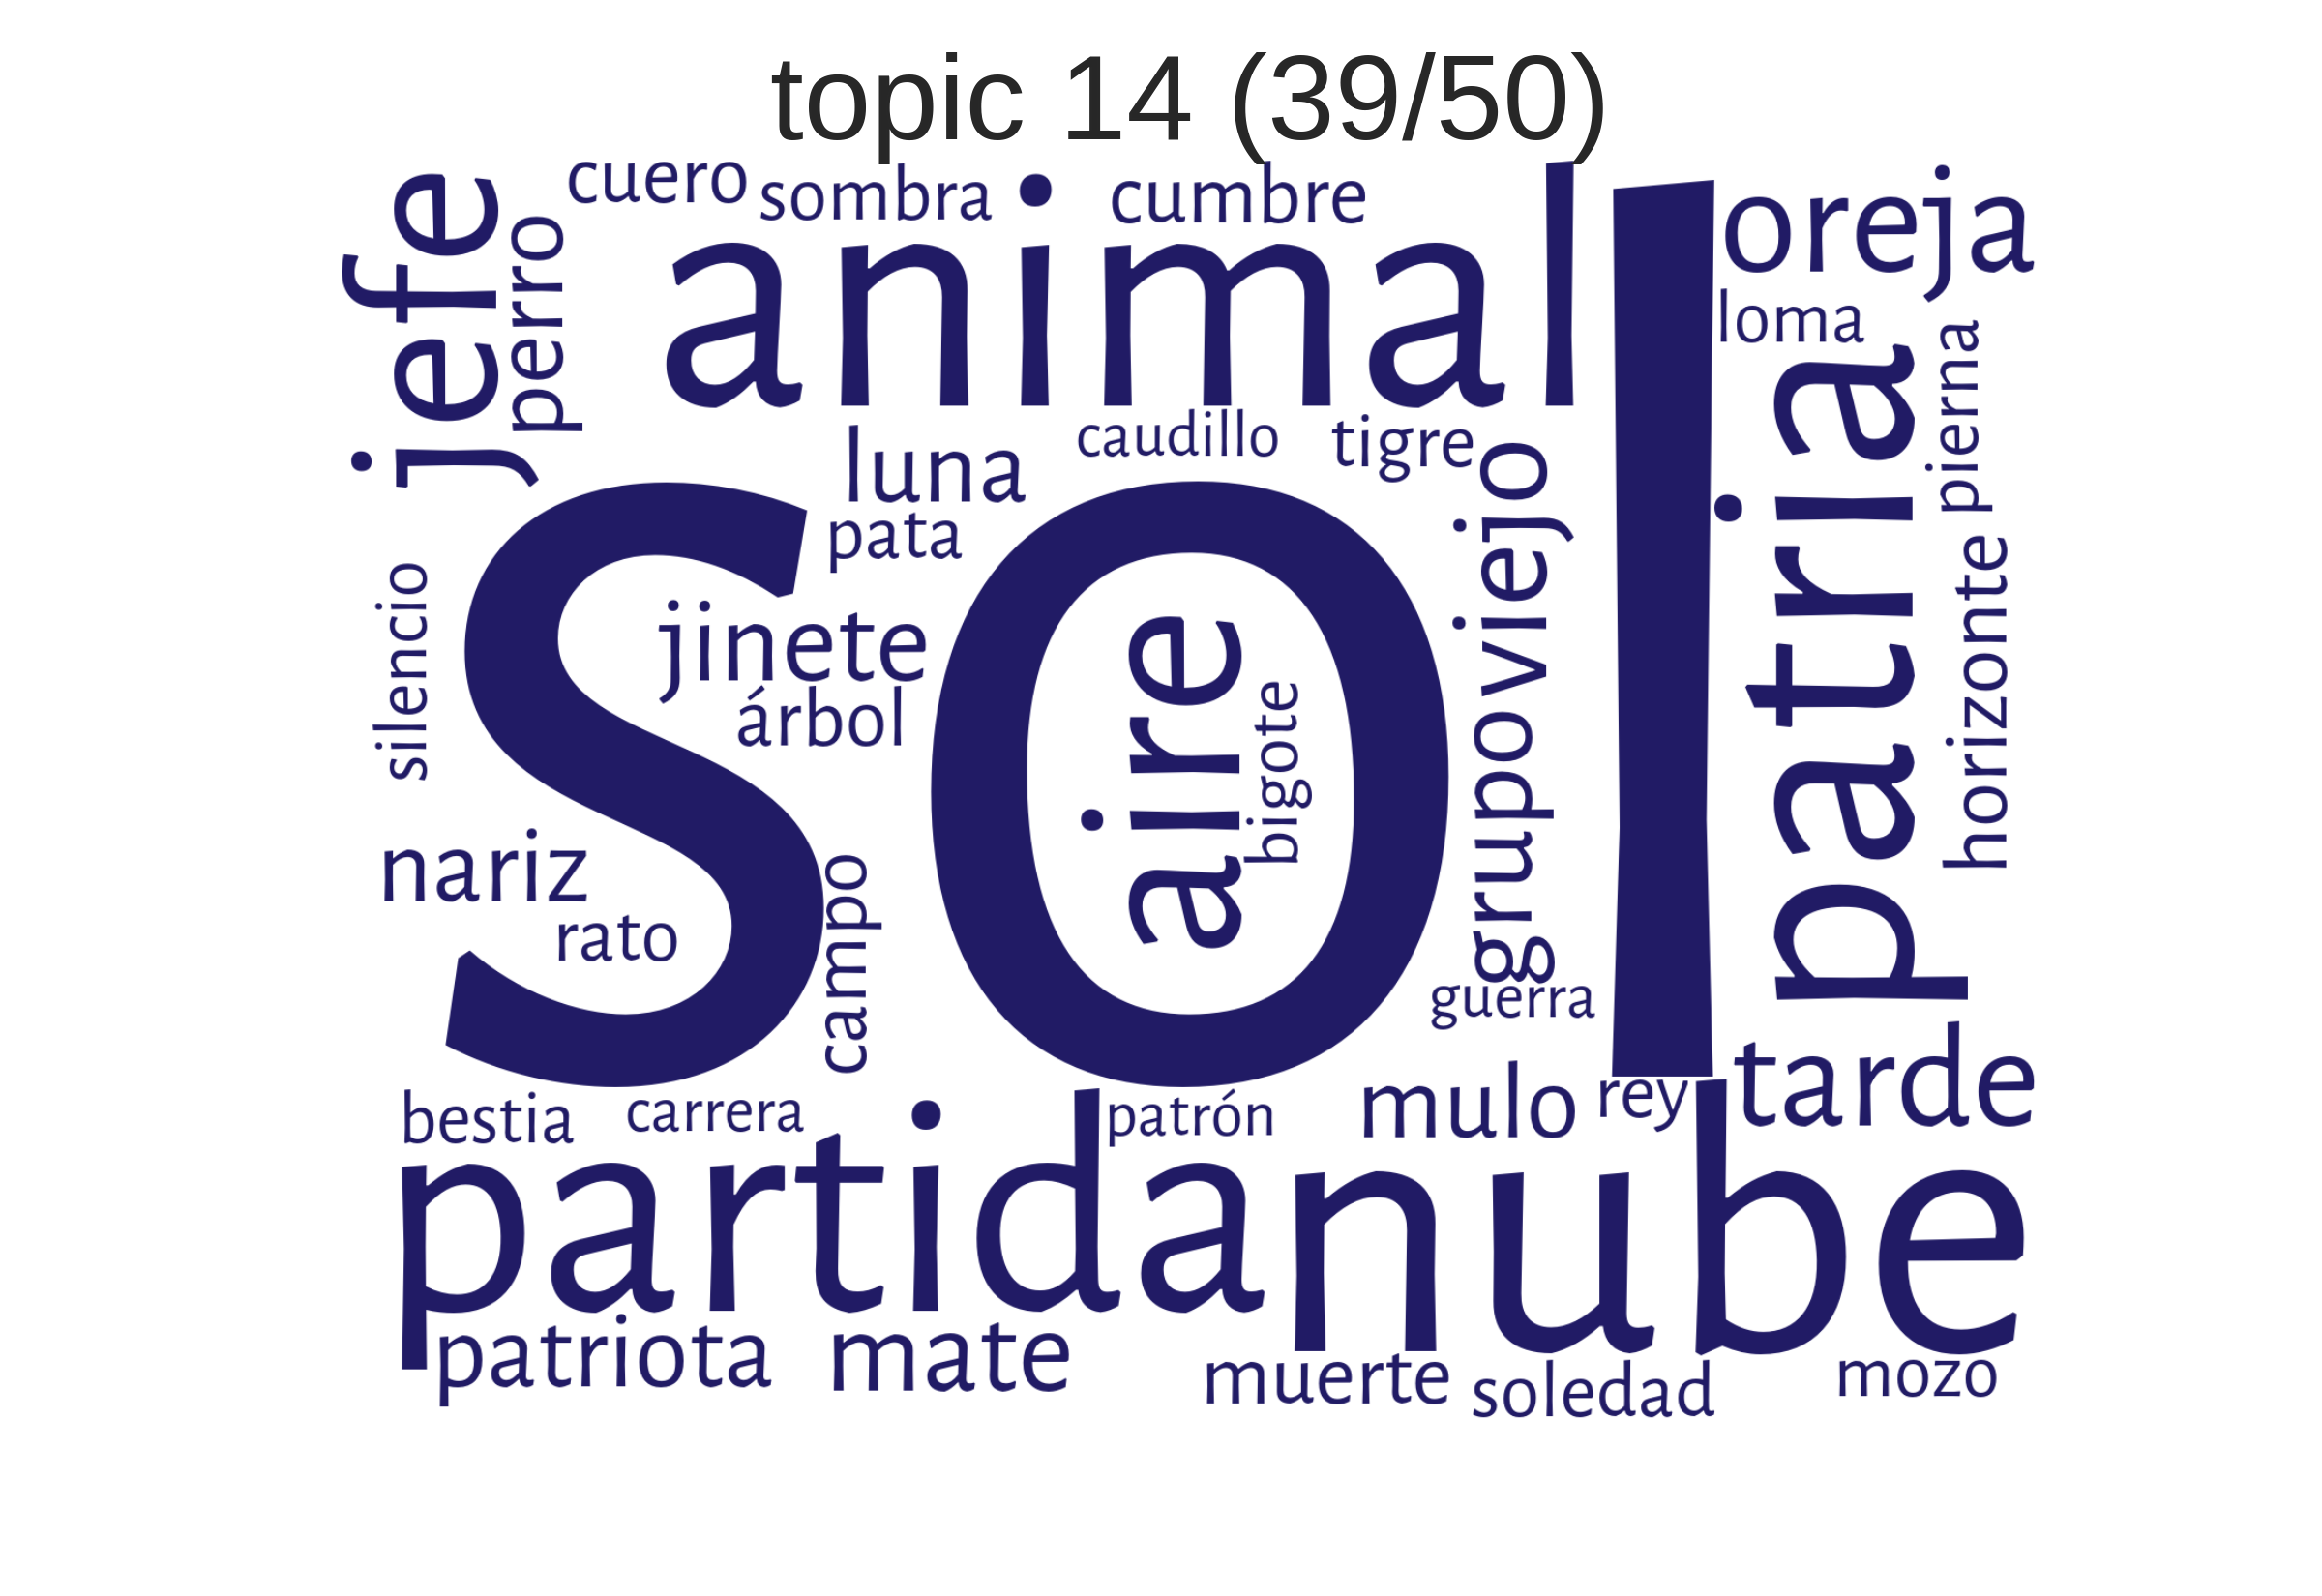 topic 14 (39/50)
cuero
sombra
cumbre
oreja
jefe
perro
animal
loma
luna
caudillo
tigre
pierna
pata
viejo
patria
sol
silencio
jinete
árbol
aire
bigote
grupo
horizonte
nariz
rato
campo
guerra
bestia
carrera
patrón
mulo
rey
tarde
partida
nube
patriota
mate
muerte
soledad
mozo